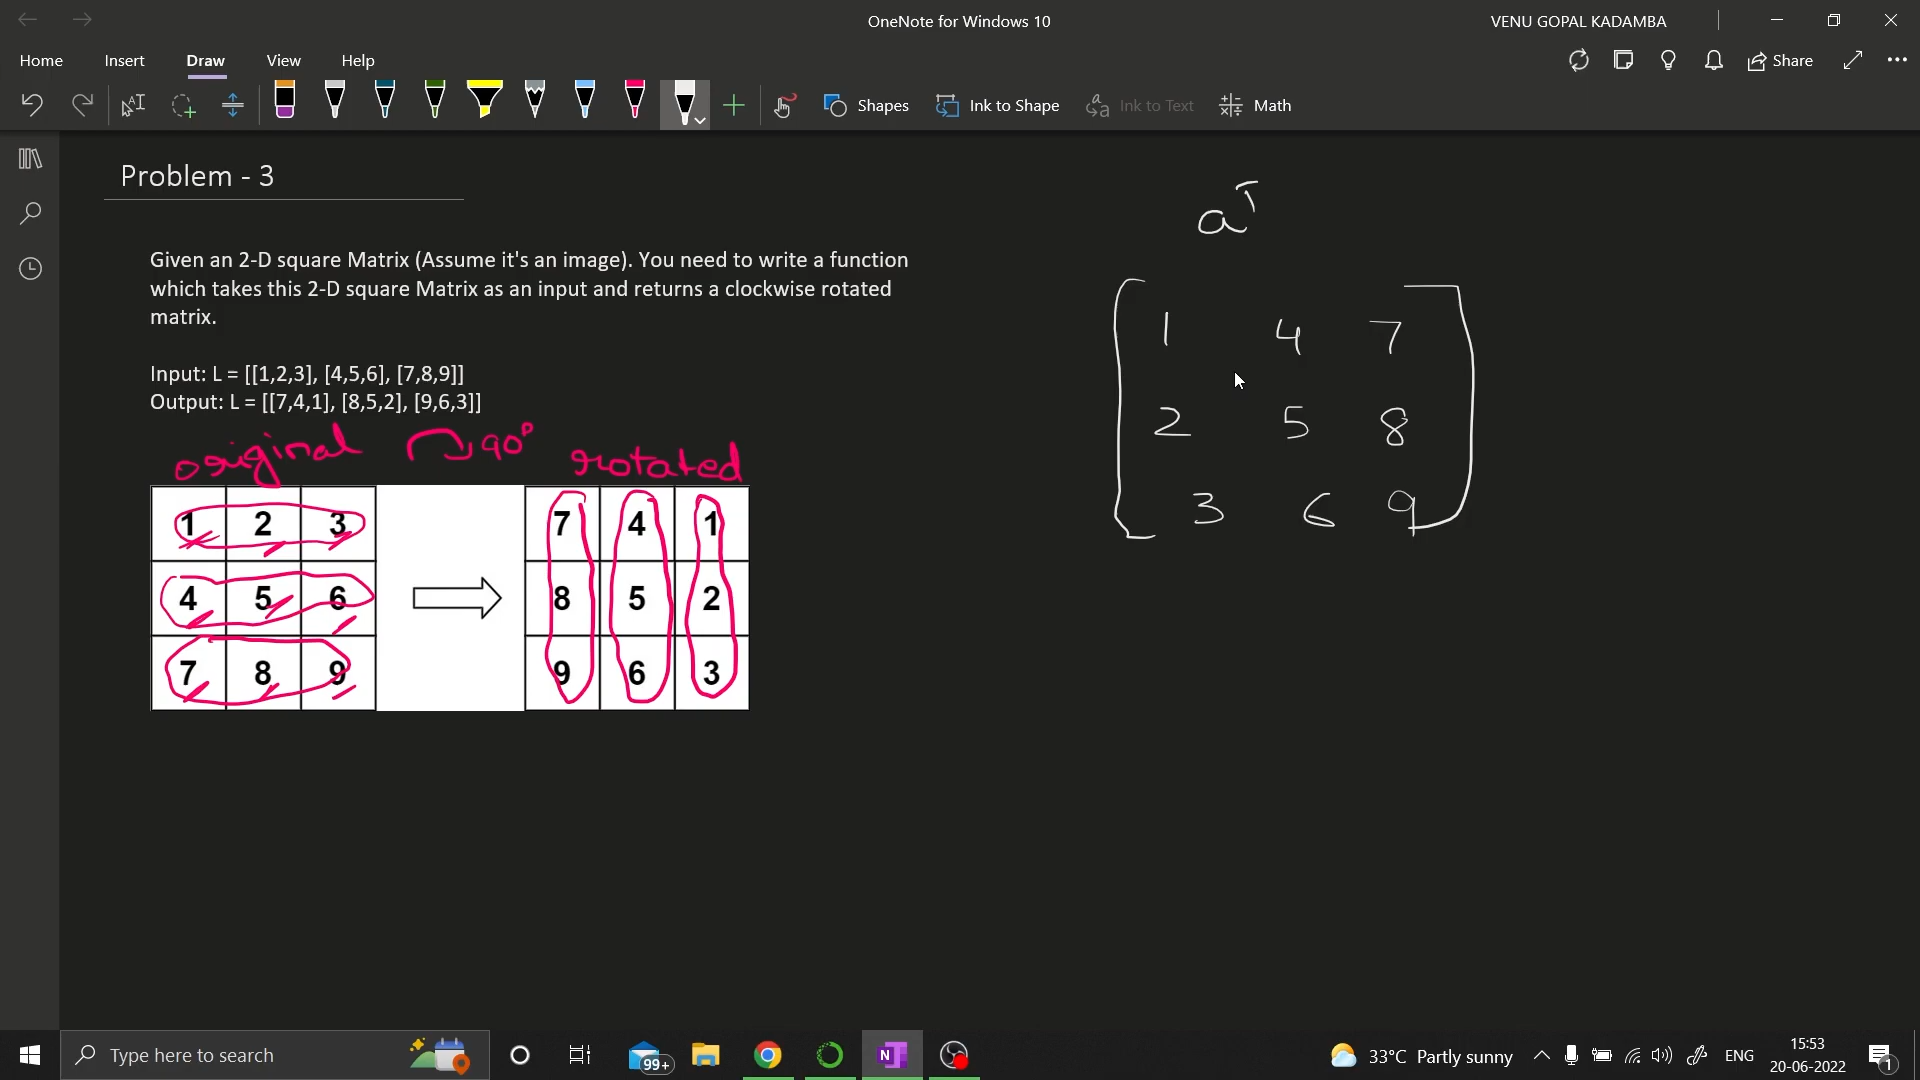 OneNote for Windows 10
VENU GOPAL KADAMBA
Home Insert Draw View Help
Share
Shapes Ink to Shape Ink to Text Math
Problem - 3
Given an 2-D square Matrix (Assume it's an image). You need to write a function
which takes this 2-D square Matrix as an input and returns a clockwise rotated
matrix.
Input: L = [[1,2,3], [4,5,6], [7,8,9]]
Output: L = [[7,4,1], [8,5,2], [9,6,3]]
original 90° rotated
1 2 3 7 4 1
4 5 6 8 5 2
7 8 9 9 6 3
aᵀ
1 4 7
2 5 8
3 6 9
Type here to search
99+
N
33°C Partly sunny
ENG
15:53
20-06-2022
1